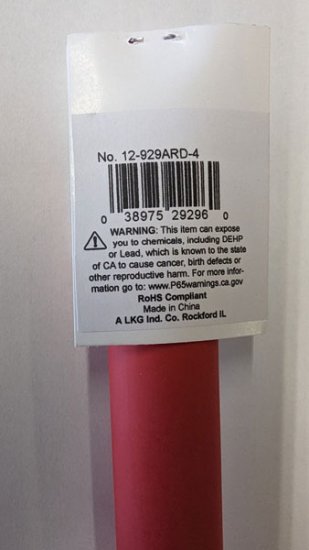 No. 12-929ARD-4
0 38975 29296 0
WARNING: This item can expose
you to chemicals, including DEHP
or Lead, which is known to the state
of CA to cause cancer, birth defects or
other reproductive harm. For more infor-
mation go to: www.P65warnings.ca.gov
RoHS Compliant
Made in China
A LKG Ind. Co. Rockford IL